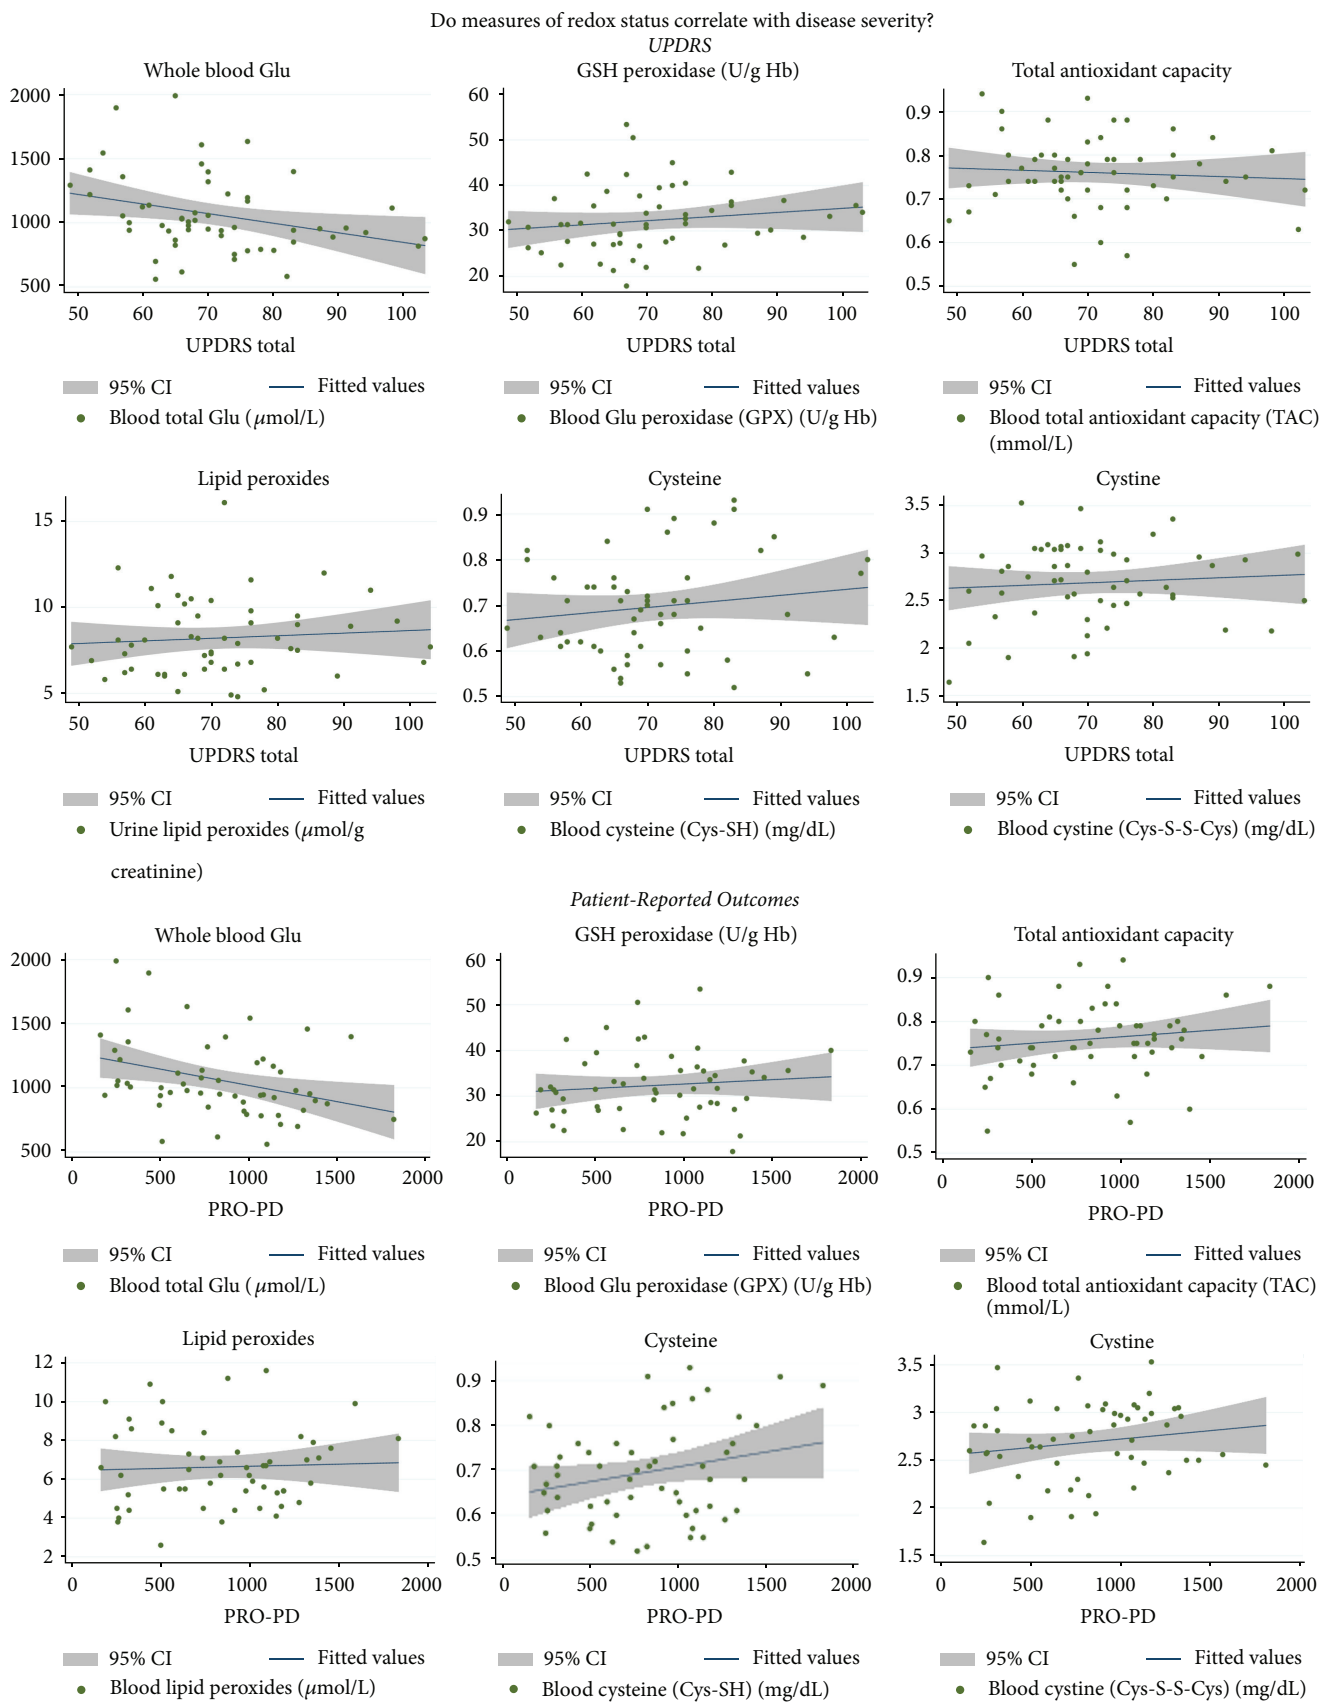 Do measures of redox status correlate with disease severity?
UPDRS
Whole blood Glu
GSH peroxidase (U/g Hb)
Total antioxidant capacity
2000
1500
1000
500
50 60 70 80 90 100
UPDRS total
60
50
40
30
20
50 60 70 80 90 100
UPDRS total
0.9
0.8
0.7
0.6
0.5
50 60 70 80 90 100
UPDRS total
95% CI Fitted values
Blood total Glu (μmol/L)
95% CI Fitted values
Blood Glu peroxidase (GPX) (U/g Hb)
95% CI Fitted values
Blood total antioxidant capacity (TAC)
(mmol/L)
Lipid peroxides
Cysteine
Cystine
15
10
5
50 60 70 80 90 100
UPDRS total
0.9
0.8
0.7
0.6
0.5
50 60 70 80 90 100
UPDRS total
3.5
3
2.5
2
1.5
50 60 70 80 90 100
UPDRS total
95% CI Fitted values
Urine lipid peroxides (μmol/g
creatinine)
95% CI Fitted values
Blood cysteine (Cys-SH) (mg/dL)
95% CI Fitted values
Blood cystine (Cys-S-S-Cys) (mg/dL)
Patient-Reported Outcomes
Whole blood Glu
GSH peroxidase (U/g Hb)
Total antioxidant capacity
2000
1500
1000
500
0 500 1000 1500 2000
PRO-PD
60
50
40
30
20
0 500 1000 1500 2000
PRO-PD
0.9
0.8
0.7
0.6
0.5
0 500 1000 1500 2000
PRO-PD
95% CI Fitted values
Blood total Glu (μmol/L)
95% CI Fitted values
Blood Glu peroxidase (GPX) (U/g Hb)
95% CI Fitted values
Blood total antioxidant capacity (TAC)
(mmol/L)
Lipid peroxides
Cysteine
Cystine
12
10
8
6
4
2
0 500 1000 1500 2000
PRO-PD
0.9
0.8
0.7
0.6
0.5
0 500 1000 1500 2000
PRO-PD
3.5
3
2.5
2
1.5
0 500 1000 1500 2000
PRO-PD
95% CI Fitted values
Blood lipid peroxides (μmol/L)
95% CI Fitted values
Blood cysteine (Cys-SH) (mg/dL)
95% CI Fitted values
Blood cystine (Cys-S-S-Cys) (mg/dL)